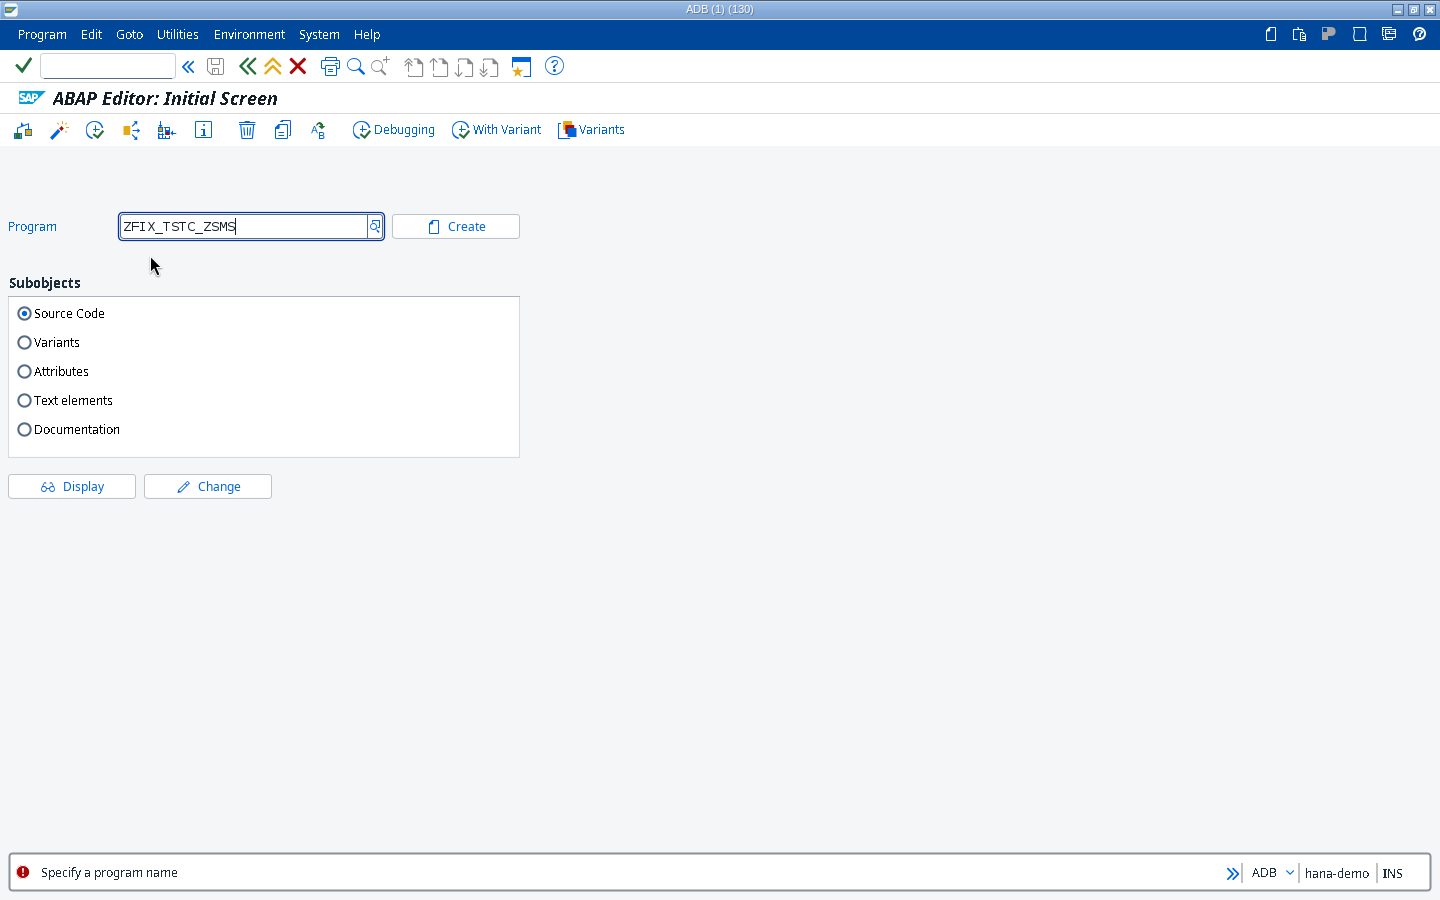 ADB (1) (130)
Program Edit Goto Utilities Environment System Help
SAP ABAP Editor: Initial Screen
Debugging With Variant Variants
Program ZFIX_TSTC_ZSMS Create
Subobjects
Source Code
Variants
Attributes
Text elements
Documentation
Display Change
Specify a program name ADB hana-demo INS